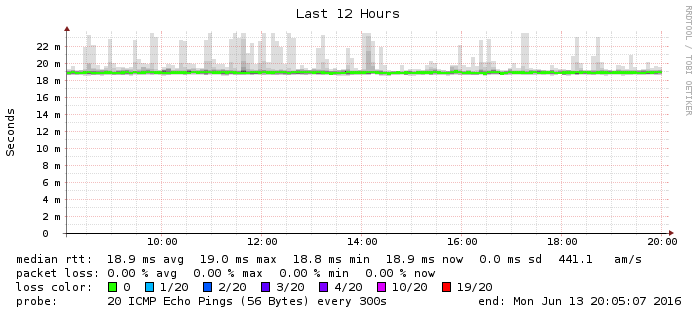 Last 12 Hours
RRDTOOL / TOBI OETIKER
Seconds
22 m
20 m
18 m
16 m
14 m
12 m
10 m
8 m
6 m
4 m
2 m
0
10:00 12:00 14:00 16:00 18:00 20:00
median rtt: 18.9 ms avg 19.0 ms max 18.8 ms min 18.9 ms now 0.0 ms sd 441.1 am/s
packet loss: 0.00 % avg 0.00 % max 0.00 % min 0.00 % now
loss color: 0 1/20 2/20 3/20 4/20 10/20 19/20
probe: 20 ICMP Echo Pings (56 Bytes) every 300s end: Mon Jun 13 20:05:07 2016